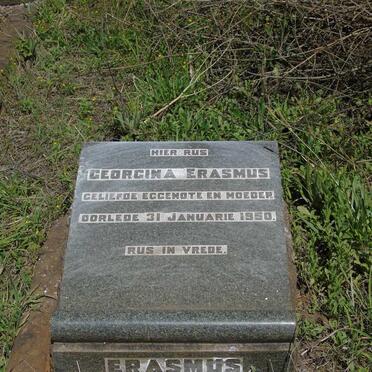 HIER RUS
GEORGINA ERASMUS
GELIEFDE EGGENOTE EN MOEDER
OORLEDE 31 JANUARIE 1950.
RUS IN VREDE.
ERASMUS